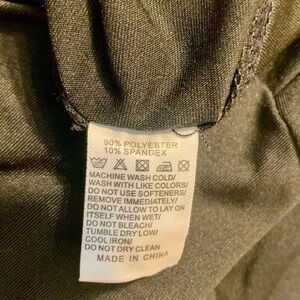 90% POLYESTER
10% SPANDEX
MACHINE WASH COLD/
WASH WITH LIKE COLORS/
DO NOT USE SOFTENERS/
REMOVE IMMEDIATELY/
DO NOT ALLOW TO LAY ON
ITSELF WHEN WET/
DO NOT BLEACH/
TUMBLE DRY LOW/
COOL IRON/
DO NOT DRY CLEAN
MADE IN CHINA